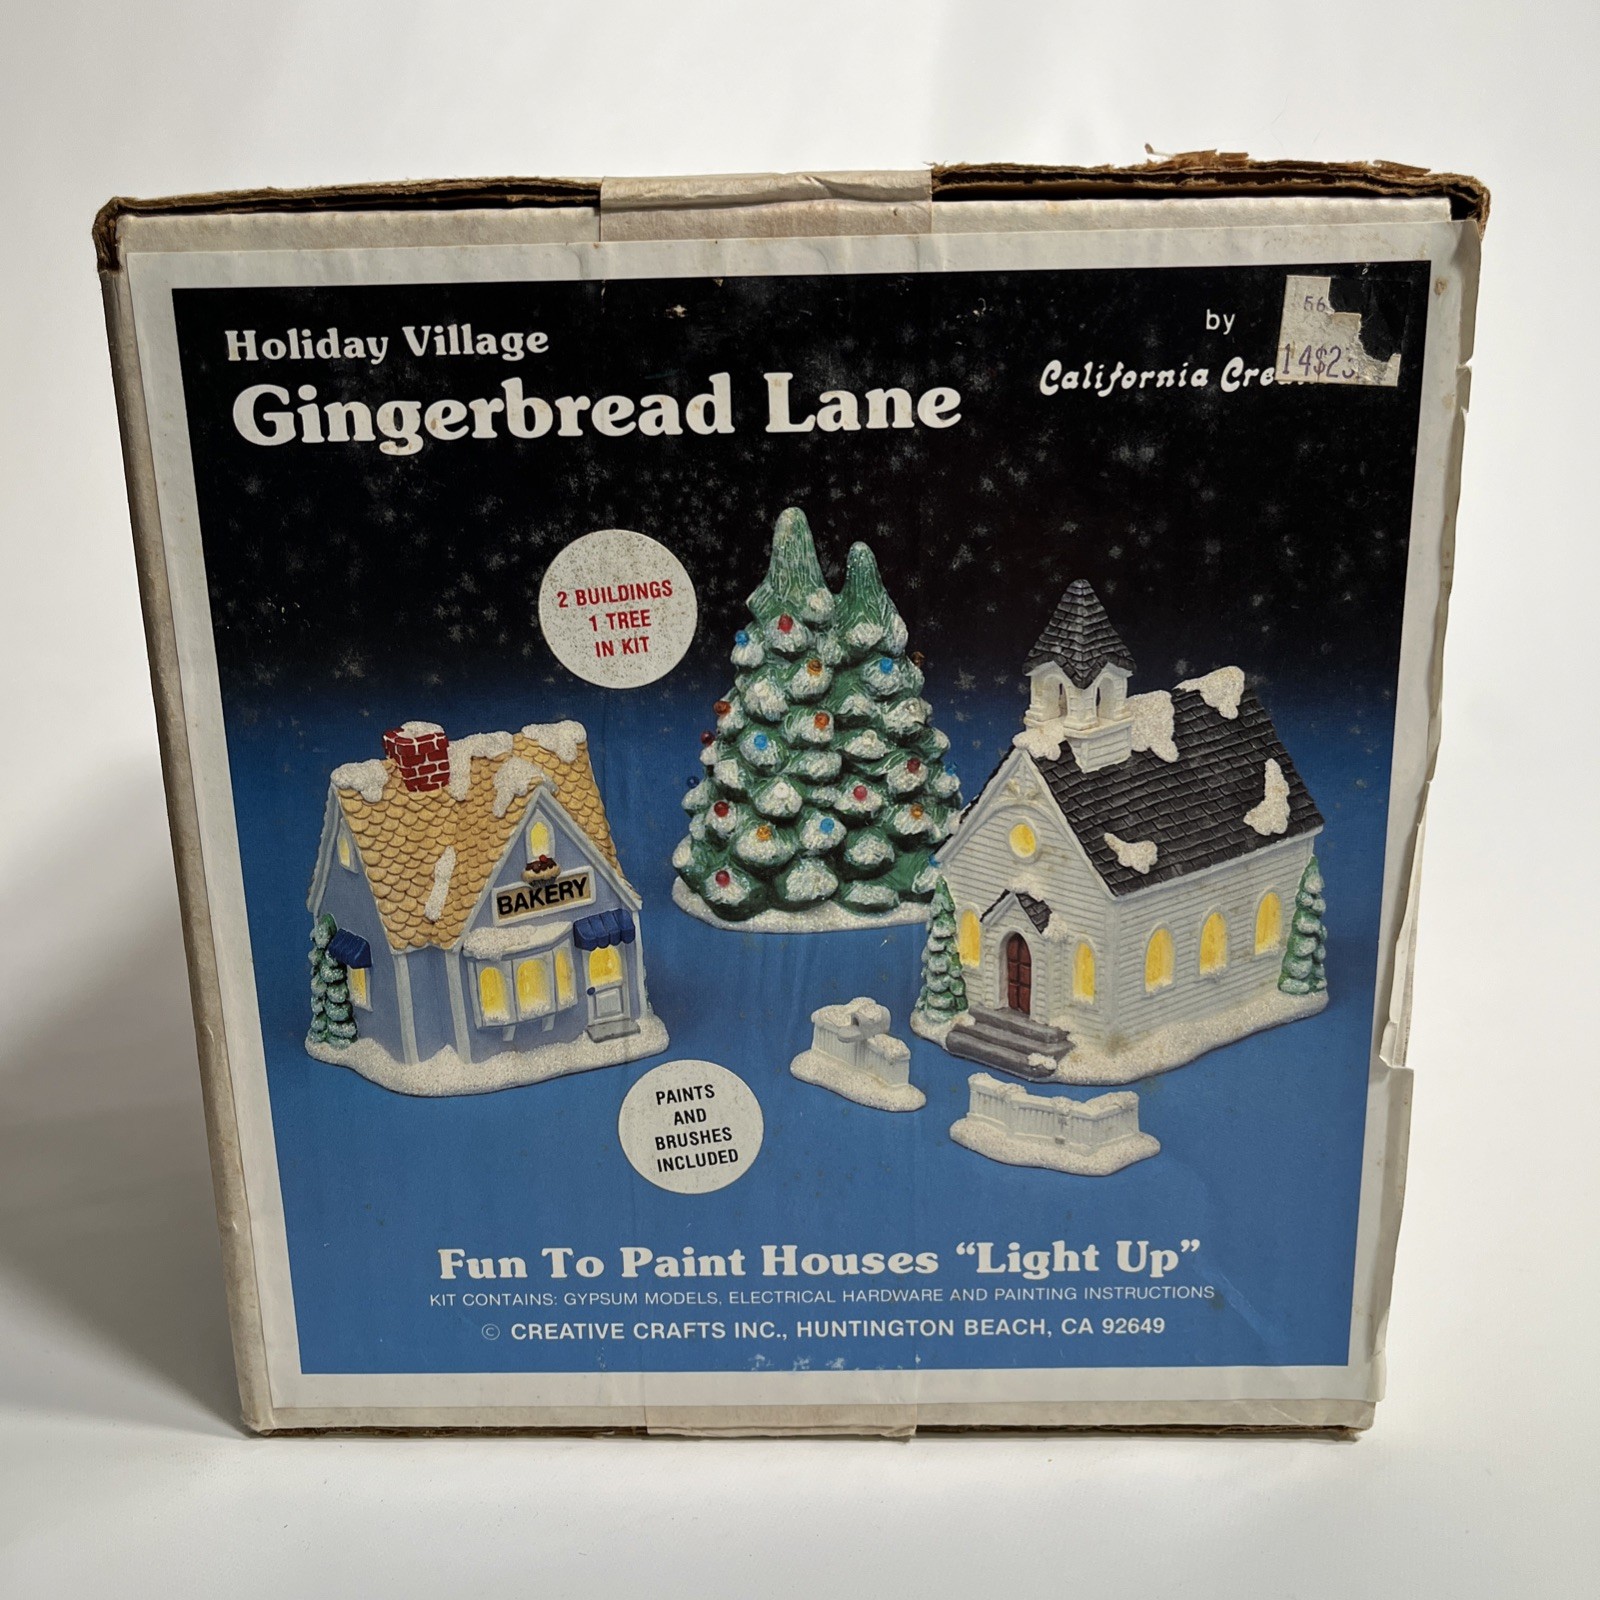 Holiday Village
Gingerbread Lane
by
California
56
14$2
2 BUILDINGS
1 TREE
IN KIT
BAKERY
PAINTS
AND
BRUSHES
INCLUDED
Fun To Paint Houses “Light Up”
KIT CONTAINS: GYPSUM MODELS, ELECTRICAL HARDWARE AND PAINTING INSTRUCTIONS
© CREATIVE CRAFTS INC., HUNTINGTON BEACH, CA 92649